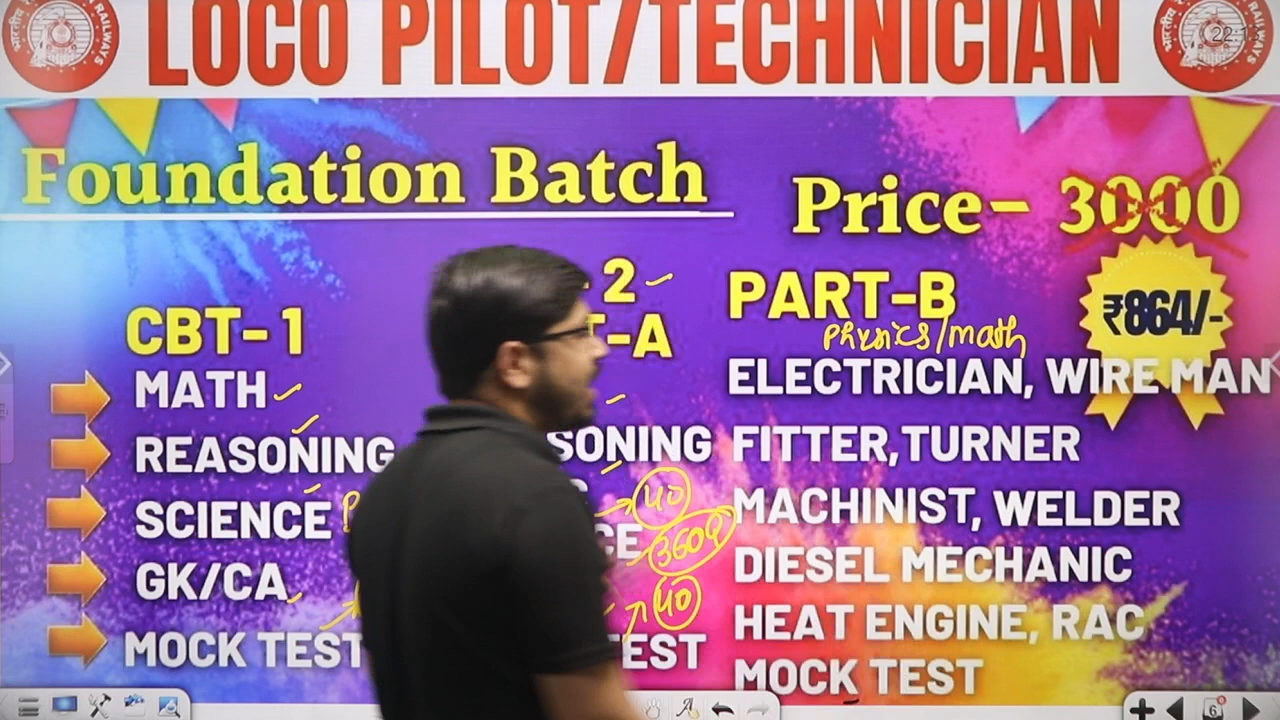 LOCO PILOT/TECHNICIAN
22:1
Foundation Batch
Price- 3000
₹864/-
CBT-1
MATH
REASONING
SCIENCE
GK/CA
MOCK TEST
2
T-A
SONING
40
CE
3600
40
TEST
PART-B
Physics/math
ELECTRICIAN, WIRE MAN
FITTER,TURNER
MACHINIST, WELDER
DIESEL MECHANIC
HEAT ENGINE, RAC
MOCK TEST
6